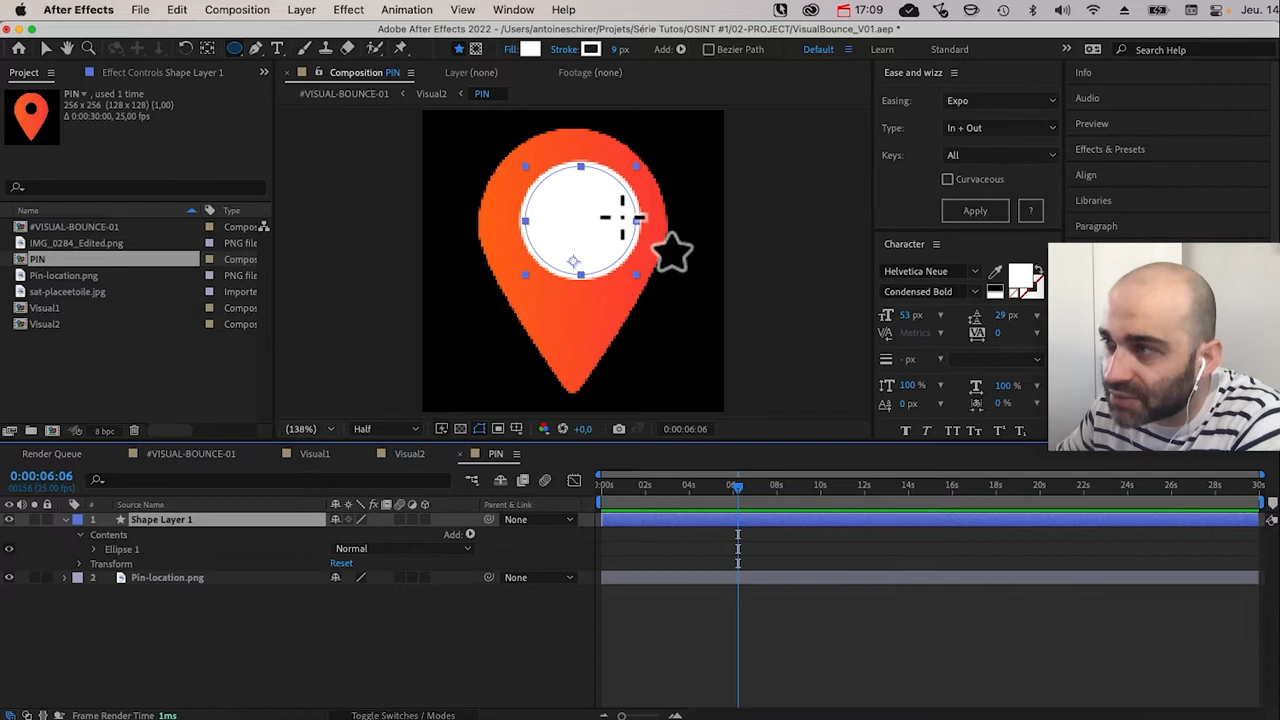 After Effects File Edit Composition Layer Effect Animation View Window Help 17:09 Jeu. 14
Adobe After Effects 2022 - /Users/antoineschirer/Projets/Série Tutos/OSINT #1/02-PROJECT/VisualBounce_V01.aep *
Fill: Stroke: 9 px Add: Bezier Path Default Learn Standard Search Help
Project Effect Controls Shape Layer 1
PIN , used 1 time
256 x 256 (128 x 128) (1,00)
Δ 0:00:30:00, 25,00 fps
Name Type
#VISUAL-BOUNCE-01 Compos
IMG_0284_Edited.png PNG file
PIN Compos
Pin-location.png PNG file
sat-placeetoile.jpg Importe
Visual1 Compos
Visual2 Compos
8 bpc
Composition PIN Layer (none) Footage (none)
#VISUAL-BOUNCE-01 Visual2 PIN
(138%) Half +0,0 0:00:06:06
Ease and wizz
Easing: Expo
Type: In + Out
Keys: All
Curvaceous
Apply ?
Character
Helvetica Neue
Condensed Bold
53 px 29 px
Metrics 0
- px
100 % 100 %
0 px 0 %
T T TT Tt T¹ T₁
Info
Audio
Preview
Effects & Presets
Align
Libraries
Paragraph
Render Queue #VISUAL-BOUNCE-01 Visual1 Visual2 PIN
0:00:06:06
00156 (25.00 fps)
# Source Name Parent & Link
1 Shape Layer 1 None
Contents Add:
Ellipse 1 Normal
Transform Reset
2 Pin-location.png None
:00s 02s 04s 08s 10s 12s 14s 16s 18s 20s 22s 24s 26s 28s 30s
Frame Render Time 1ms Toggle Switches / Modes